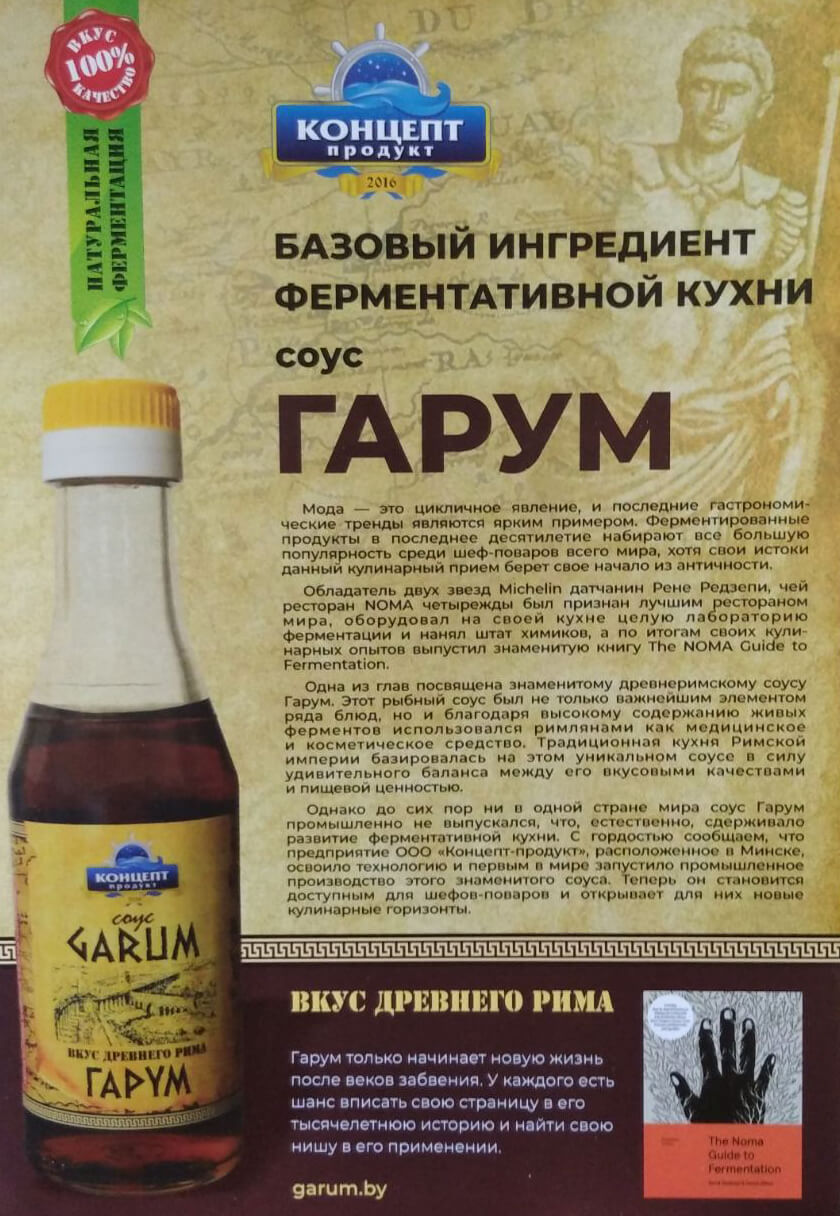 ВКУС
100%
КАЧЕСТВО
НАТУРАЛЬНАЯ
ФЕРМЕНТАЦИЯ
КОНЦЕПТ
продукт
2016
БАЗОВЫЙ ИНГРЕДИЕНТ
ФЕРМЕНТАТИВНОЙ КУХНИ
соус
ГАРУМ
Мода — это цикличное явление, и последние гастрономи-
ческие тренды являются ярким примером. Ферментированные
продукты в последнее десятилетие набирают все большую
популярность среди шеф-поваров всего мира, хотя свои истоки
данный кулинарный прием берет свое начало из античности.
Обладатель двух звезд Michelin датчанин Рене Редзепи, чей
ресторан NOMA четырежды был признан лучшим рестораном
мира, оборудовал на своей кухне целую лабораторию
ферментации и нанял штат химиков, а по итогам своих кули-
нарных опытов выпустил знаменитую книгу The NOMA Guide to
Fermentation.
Одна из глав посвящена знаменитому древнеримскому соусу
Гарум. Этот рыбный соус был не только важнейшим элементом
ряда блюд, но и благодаря высокому содержанию живых
ферментов использовался римлянами как медицинское
и косметическое средство. Традиционная кухня Римской
империи базировалась на этом уникальном соусе в силу
удивительного баланса между его вкусовыми качествами
и пищевой ценностью.
Однако до сих пор ни в одной стране мира соус Гарум
промышленно не выпускался, что, естественно, сдерживало
развитие ферментативной кухни. С гордостью сообщаем, что
предприятие ООО «Концепт-продукт», расположенное в Минске,
освоило технологию и первым в мире запустило промышленное
производство этого знаменитого соуса. Теперь он становится
доступным для шефов-поваров и открывает для них новые
кулинарные горизонты.
КОНЦЕПТ
продукт
соус
GARUM
ВКУС ДРЕВНЕГО РИМА
ГАРУМ
ВКУС ДРЕВНЕГО РИМА
Гарум только начинает новую жизнь
после веков забвения. У каждого есть
шанс вписать свою страницу в его
тысячелетнюю историю и найти свою
нишу в его применении.
garum.by
The Noma
Guide to
Fermentation